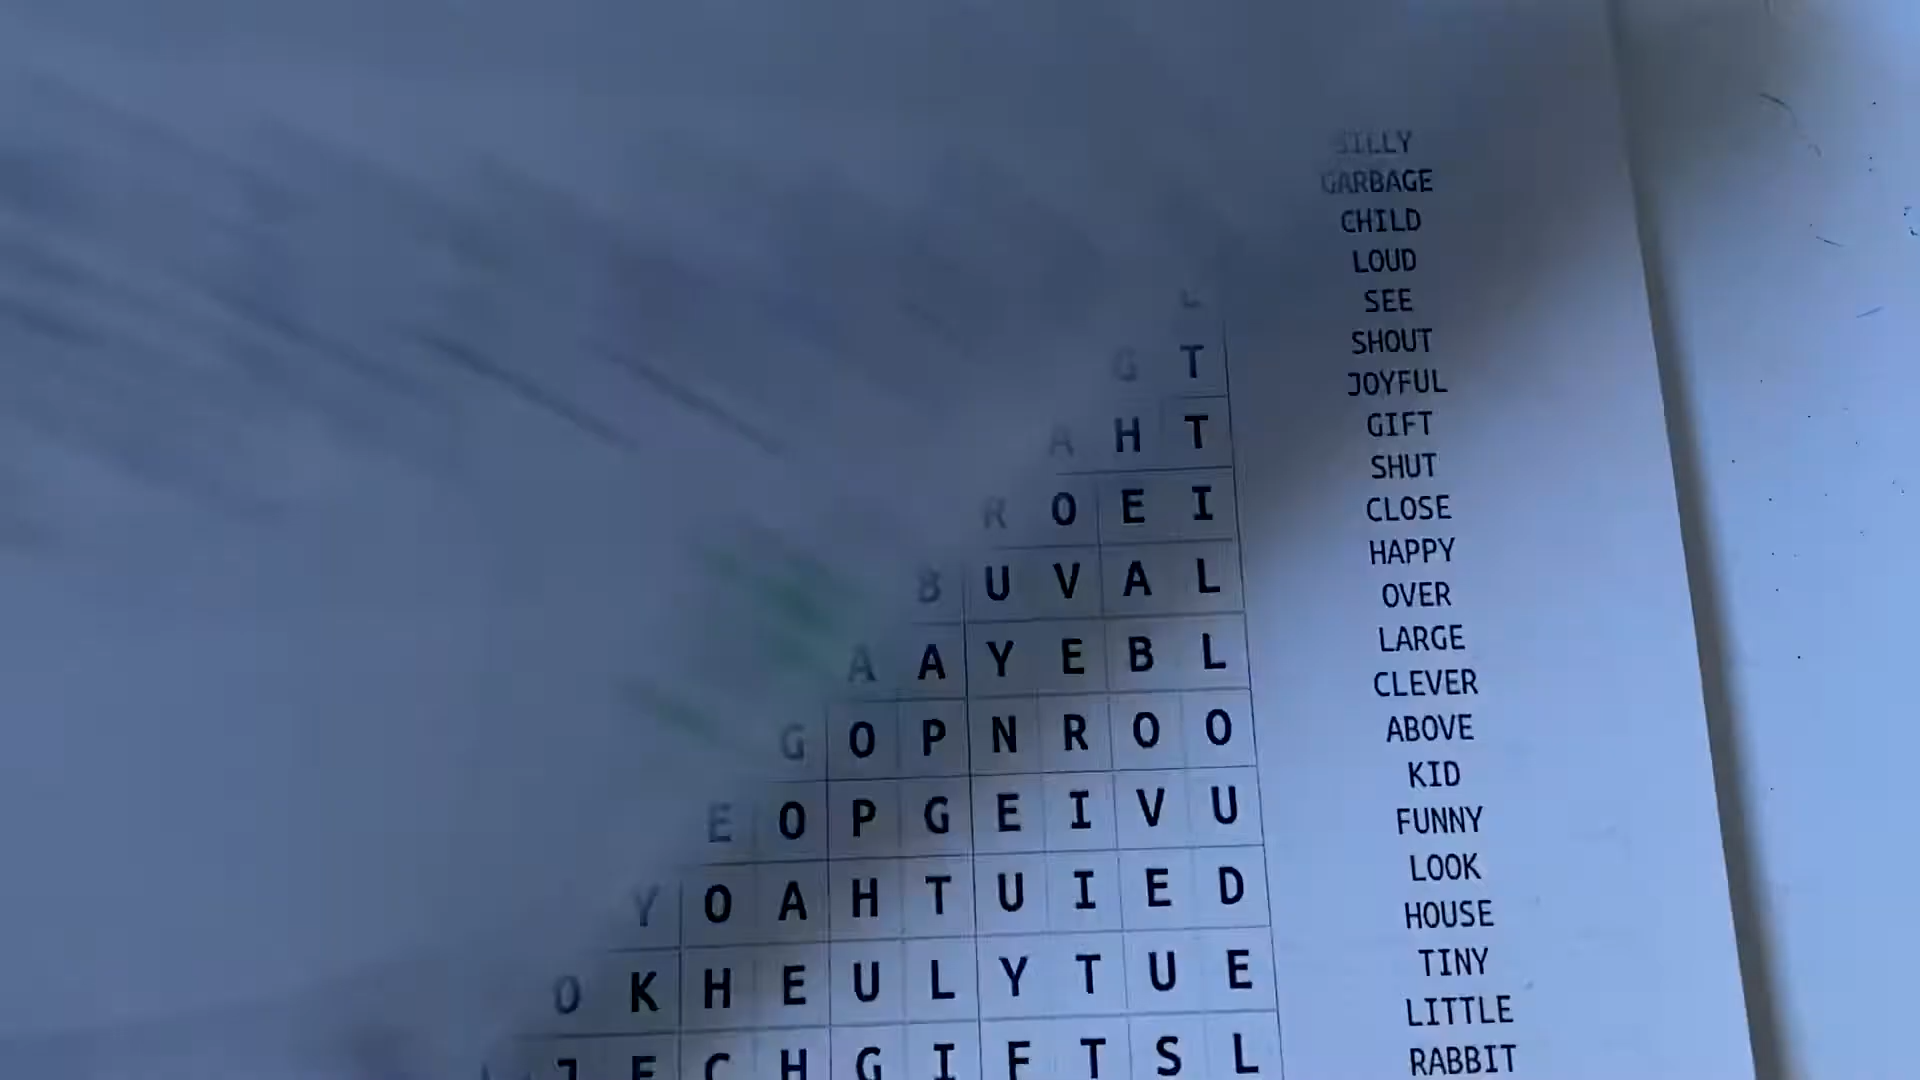 SILLY
GARBAGE
CHILD
LOUD
SEE
SHOUT
JOYFUL
GIFT
SHUT
CLOSE
HAPPY
OVER
LARGE
CLEVER
ABOVE
KID
FUNNY
LOOK
HOUSE
TINY
LITTLE
RABBIT
G T
A H T
R O E I
B U V A L
A A Y E B L
G O P N R O O
E O P G E I V U
Y O A H T U I E D
O K H E U L Y T U E
J E C H G I F T S L